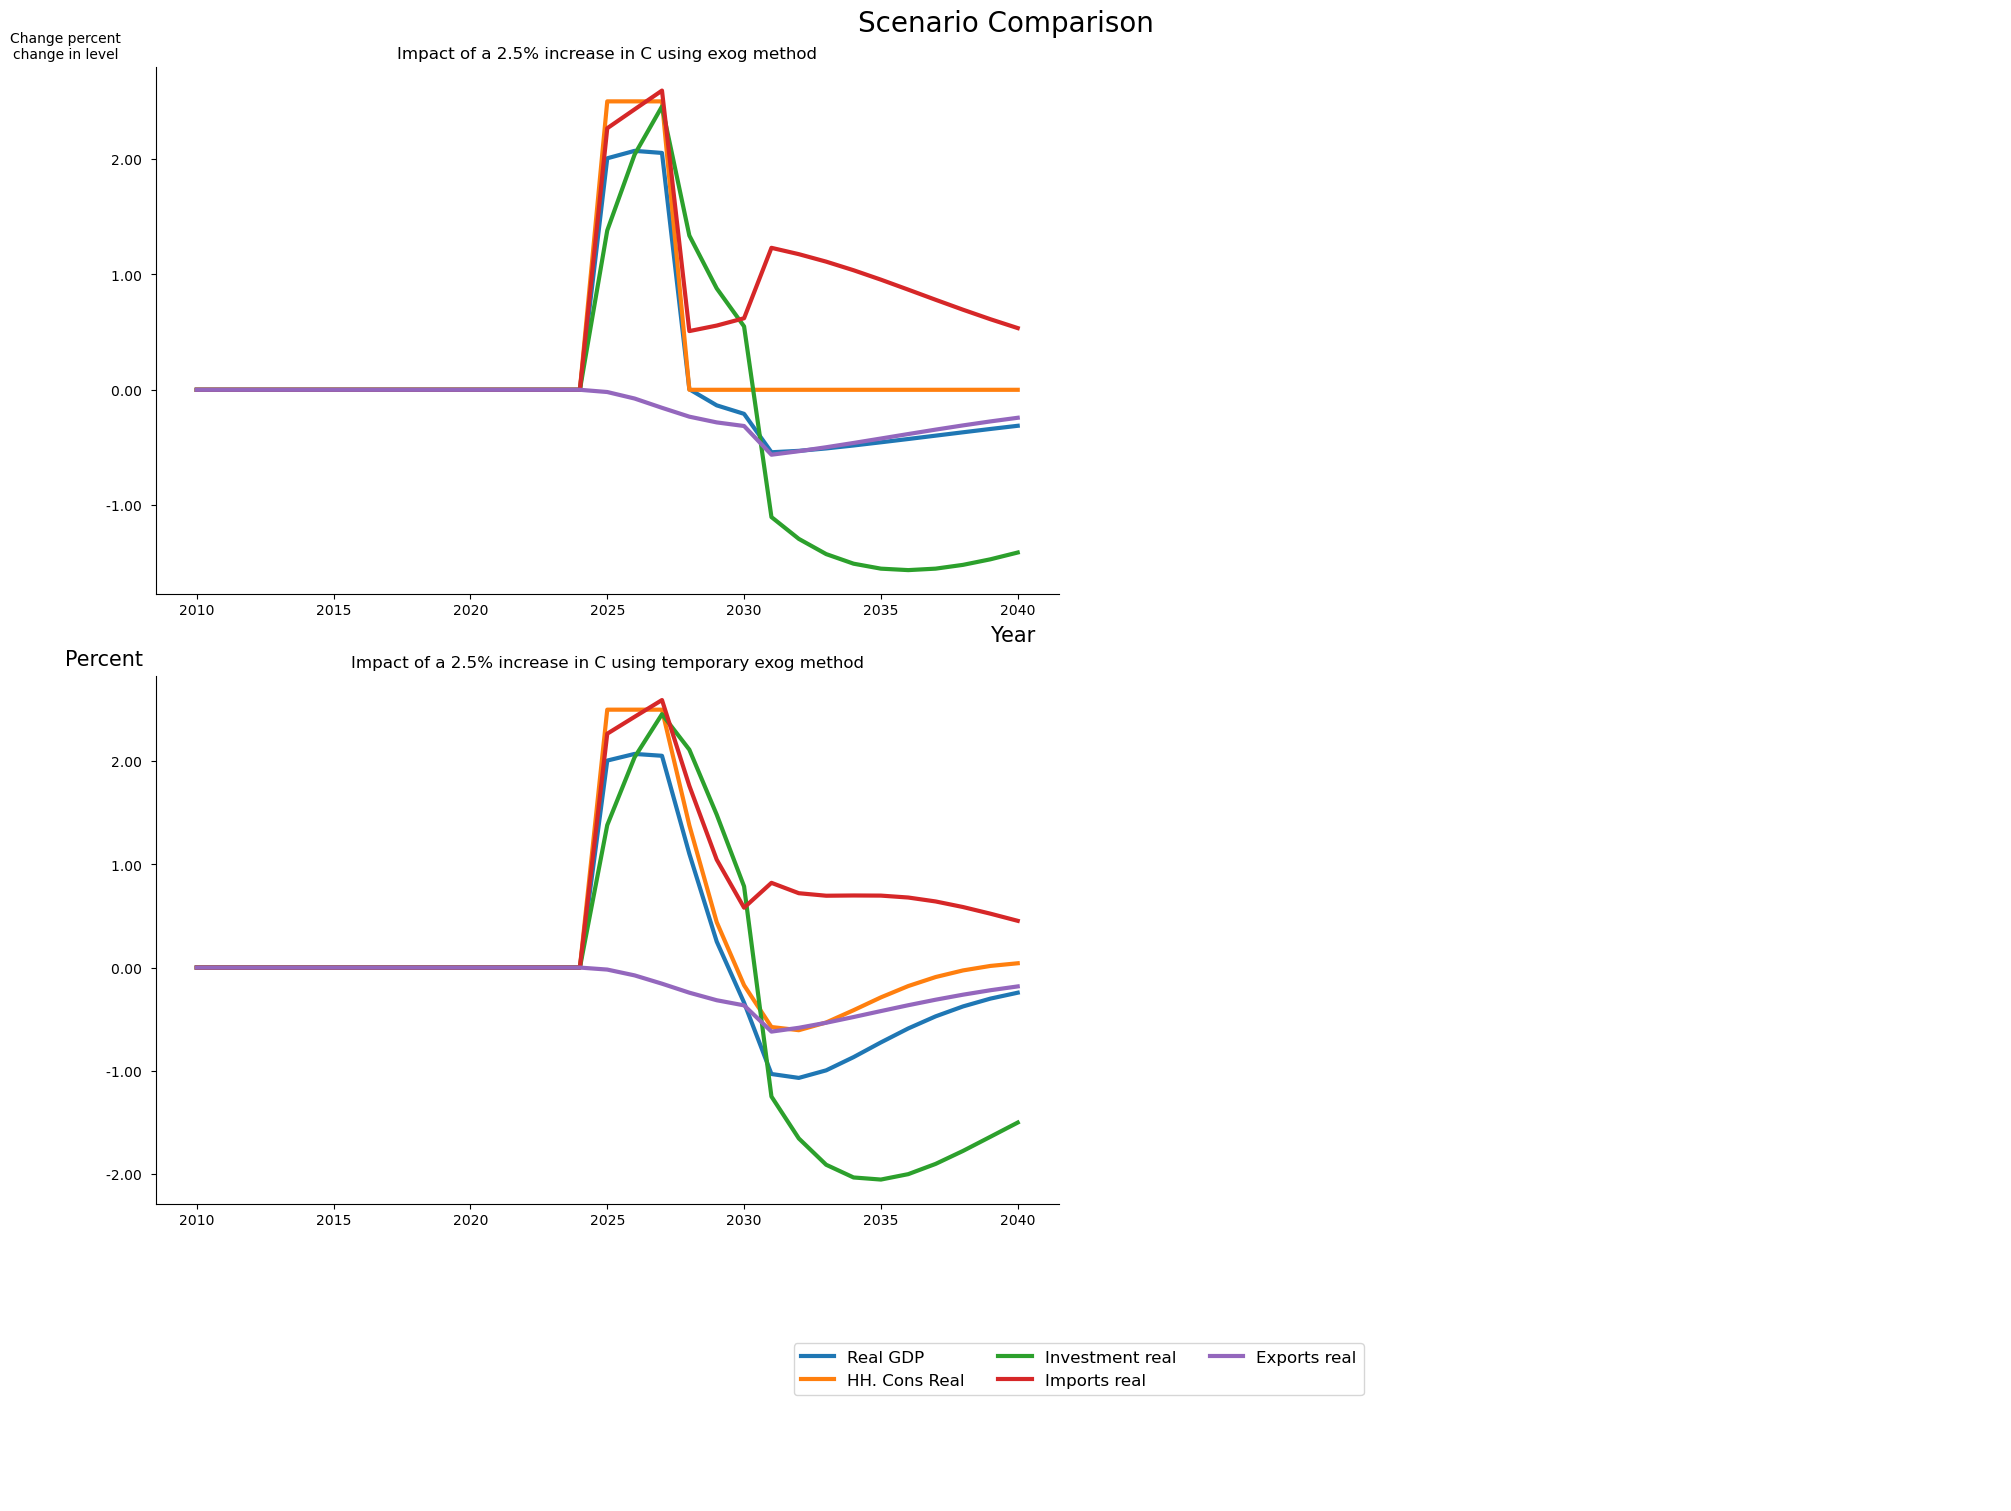 Scenario Comparison
Change percent
change in level
Impact of a 2.5% increase in C using exog method
2.00
1.00
0.00
-1.00
2010 2015 2020 2025 2030 2035 2040
Year
Percent
Impact of a 2.5% increase in C using temporary exog method
2.00
1.00
0.00
-1.00
-2.00
2010 2015 2020 2025 2030 2035 2040
Real GDP Investment real Exports real
HH. Cons Real Imports real